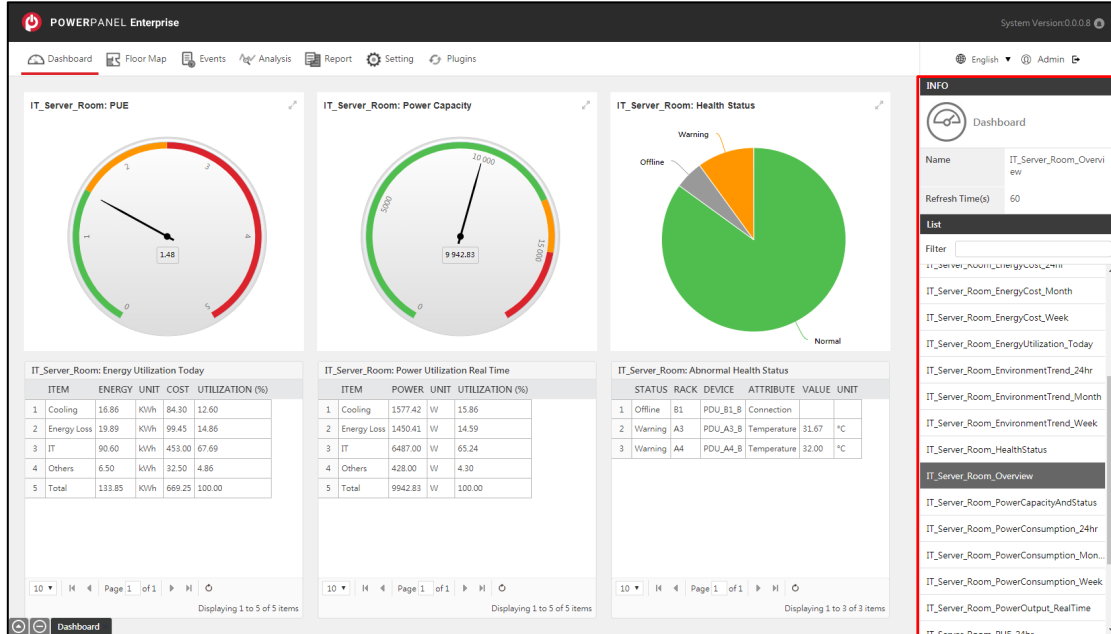 POWERPANEL Enterprise
System Version:0.0.0.8
Dashboard Floor Map Events Analysis Report Setting Plugins
English ▼ Admin
IT_Server_Room: PUE
0
1
2
3
4
5
1.48
IT_Server_Room: Power Capacity
0
5000
10 000
15 000
9 942.83
IT_Server_Room: Health Status
Warning
Offline
Normal
IT_Server_Room: Energy Utilization Today
ITEM ENERGY UNIT COST UTILIZATION (%)
1 Cooling 16.86 KWh 84.30 12.60
2 Energy Loss 19.89 kWh 99.45 14.86
3 IT 90.60 kWh 453.00 67.69
4 Others 6.50 kWh 32.50 4.86
5 Total 133.85 KWh 669.25 100.00
10 ▼ Page 1 of 1
Displaying 1 to 5 of 5 items
IT_Server_Room: Power Utilization Real Time
ITEM POWER UNIT UTILIZATION (%)
1 Cooling 1577.42 W 15.86
2 Energy Loss 1450.41 W 14.59
3 IT 6487.00 W 65.24
4 Others 428.00 W 4.30
5 Total 9942.83 W 100.00
10 ▼ Page 1 of 1
Displaying 1 to 5 of 5 items
IT_Server_Room: Abnormal Health Status
STATUS RACK DEVICE ATTRIBUTE VALUE UNIT
1 Offline B1 PDU_B1_B Connection
2 Warning A3 PDU_A3_B Temperature 31.67 °C
3 Warning A4 PDU_A4_B Temperature 32.00 °C
10 ▼ Page 1 of 1
Displaying 1 to 3 of 3 items
INFO
Dashboard
Name IT_Server_Room_Overvi
ew
Refresh Time(s) 60
List
Filter
IT_Server_Room_EnergyCost_24hr
IT_Server_Room_EnergyCost_Month
IT_Server_Room_EnergyCost_Week
IT_Server_Room_EnergyUtilization_Today
IT_Server_Room_EnvironmentTrend_24hr
IT_Server_Room_EnvironmentTrend_Month
IT_Server_Room_EnvironmentTrend_Week
IT_Server_Room_HealthStatus
IT_Server_Room_Overview
IT_Server_Room_PowerCapacityAndStatus
IT_Server_Room_PowerConsumption_24hr
IT_Server_Room_PowerConsumption_Mon...
IT_Server_Room_PowerConsumption_Week
IT_Server_Room_PowerOutput_RealTime
IT_Server_Room_PUE_24hr
Dashboard